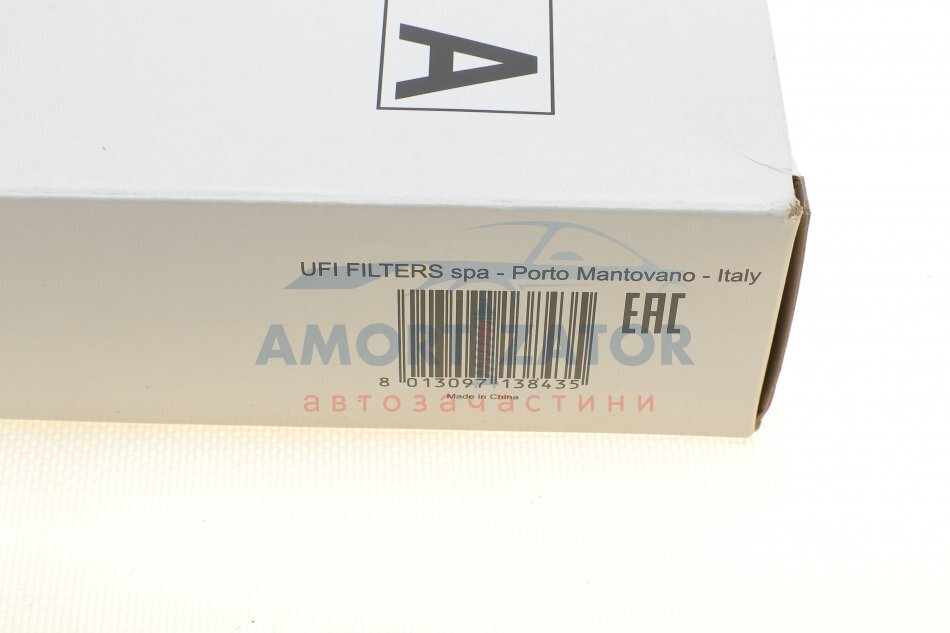 A
UFI FILTERS spa - Porto Mantovano - Italy
EAC
AMORTIZATOR
8 013097 138435
Made in China
автозапчастини